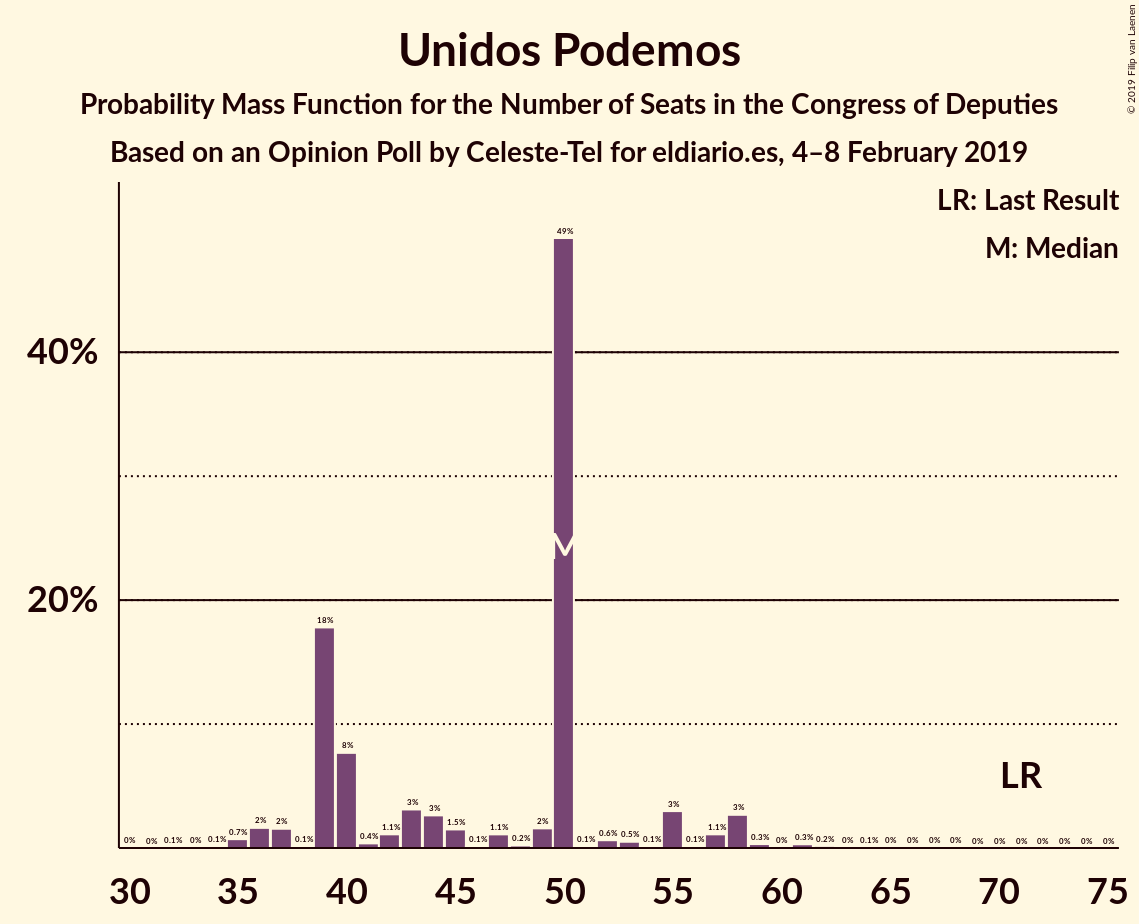 Unidos Podemos
Probability Mass Function for the Number of Seats in the Congress of Deputies
Based on an Opinion Poll by Celeste-Tel for eldiario.es, 4–8 February 2019
© 2019 Filip van Laenen
LR: Last Result
M: Median
40%
20%
0% 0% 0.1% 0% 0.1% 0.7% 2% 2% 0.1% 18% 8% 0.4% 1.1% 3% 3% 1.5% 0.1% 1.1% 0.2% 2% 49% 0.1% 0.6% 0.5% 0.1% 3% 0.1% 1.1% 3% 0.3% 0% 0.3% 0.2% 0% 0.1% 0% 0% 0% 0% 0% 0% 0% 0% 0% 0% 0%
M
LR
30 35 40 45 50 55 60 65 70 75